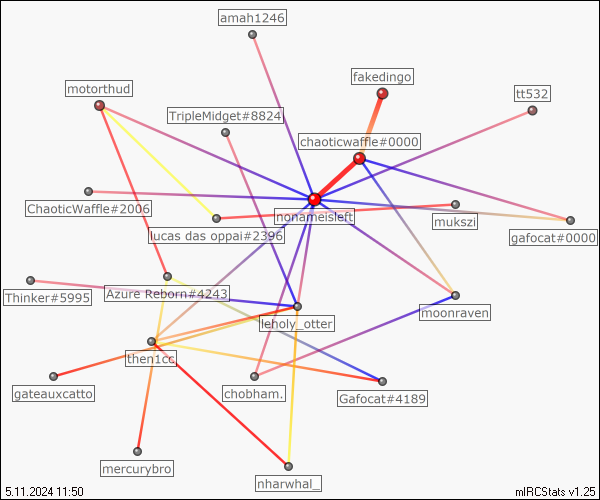 amah1246
fakedingo
motorthud
tt532
TripleMidget#8824
chaoticwaffle#0000
ChaoticWaffle#2006
nonameisleft
mukszi
lucas das oppai#2396
gafocat#0000
Thinker#5995
Azure Reborn#4243
leholy_otter
moonraven
then1cc
gateauxcatto
chobham.
Gafocat#4189
mercurybro
nharwhal_
5.11.2024 11:50
mIRCStats v1.25